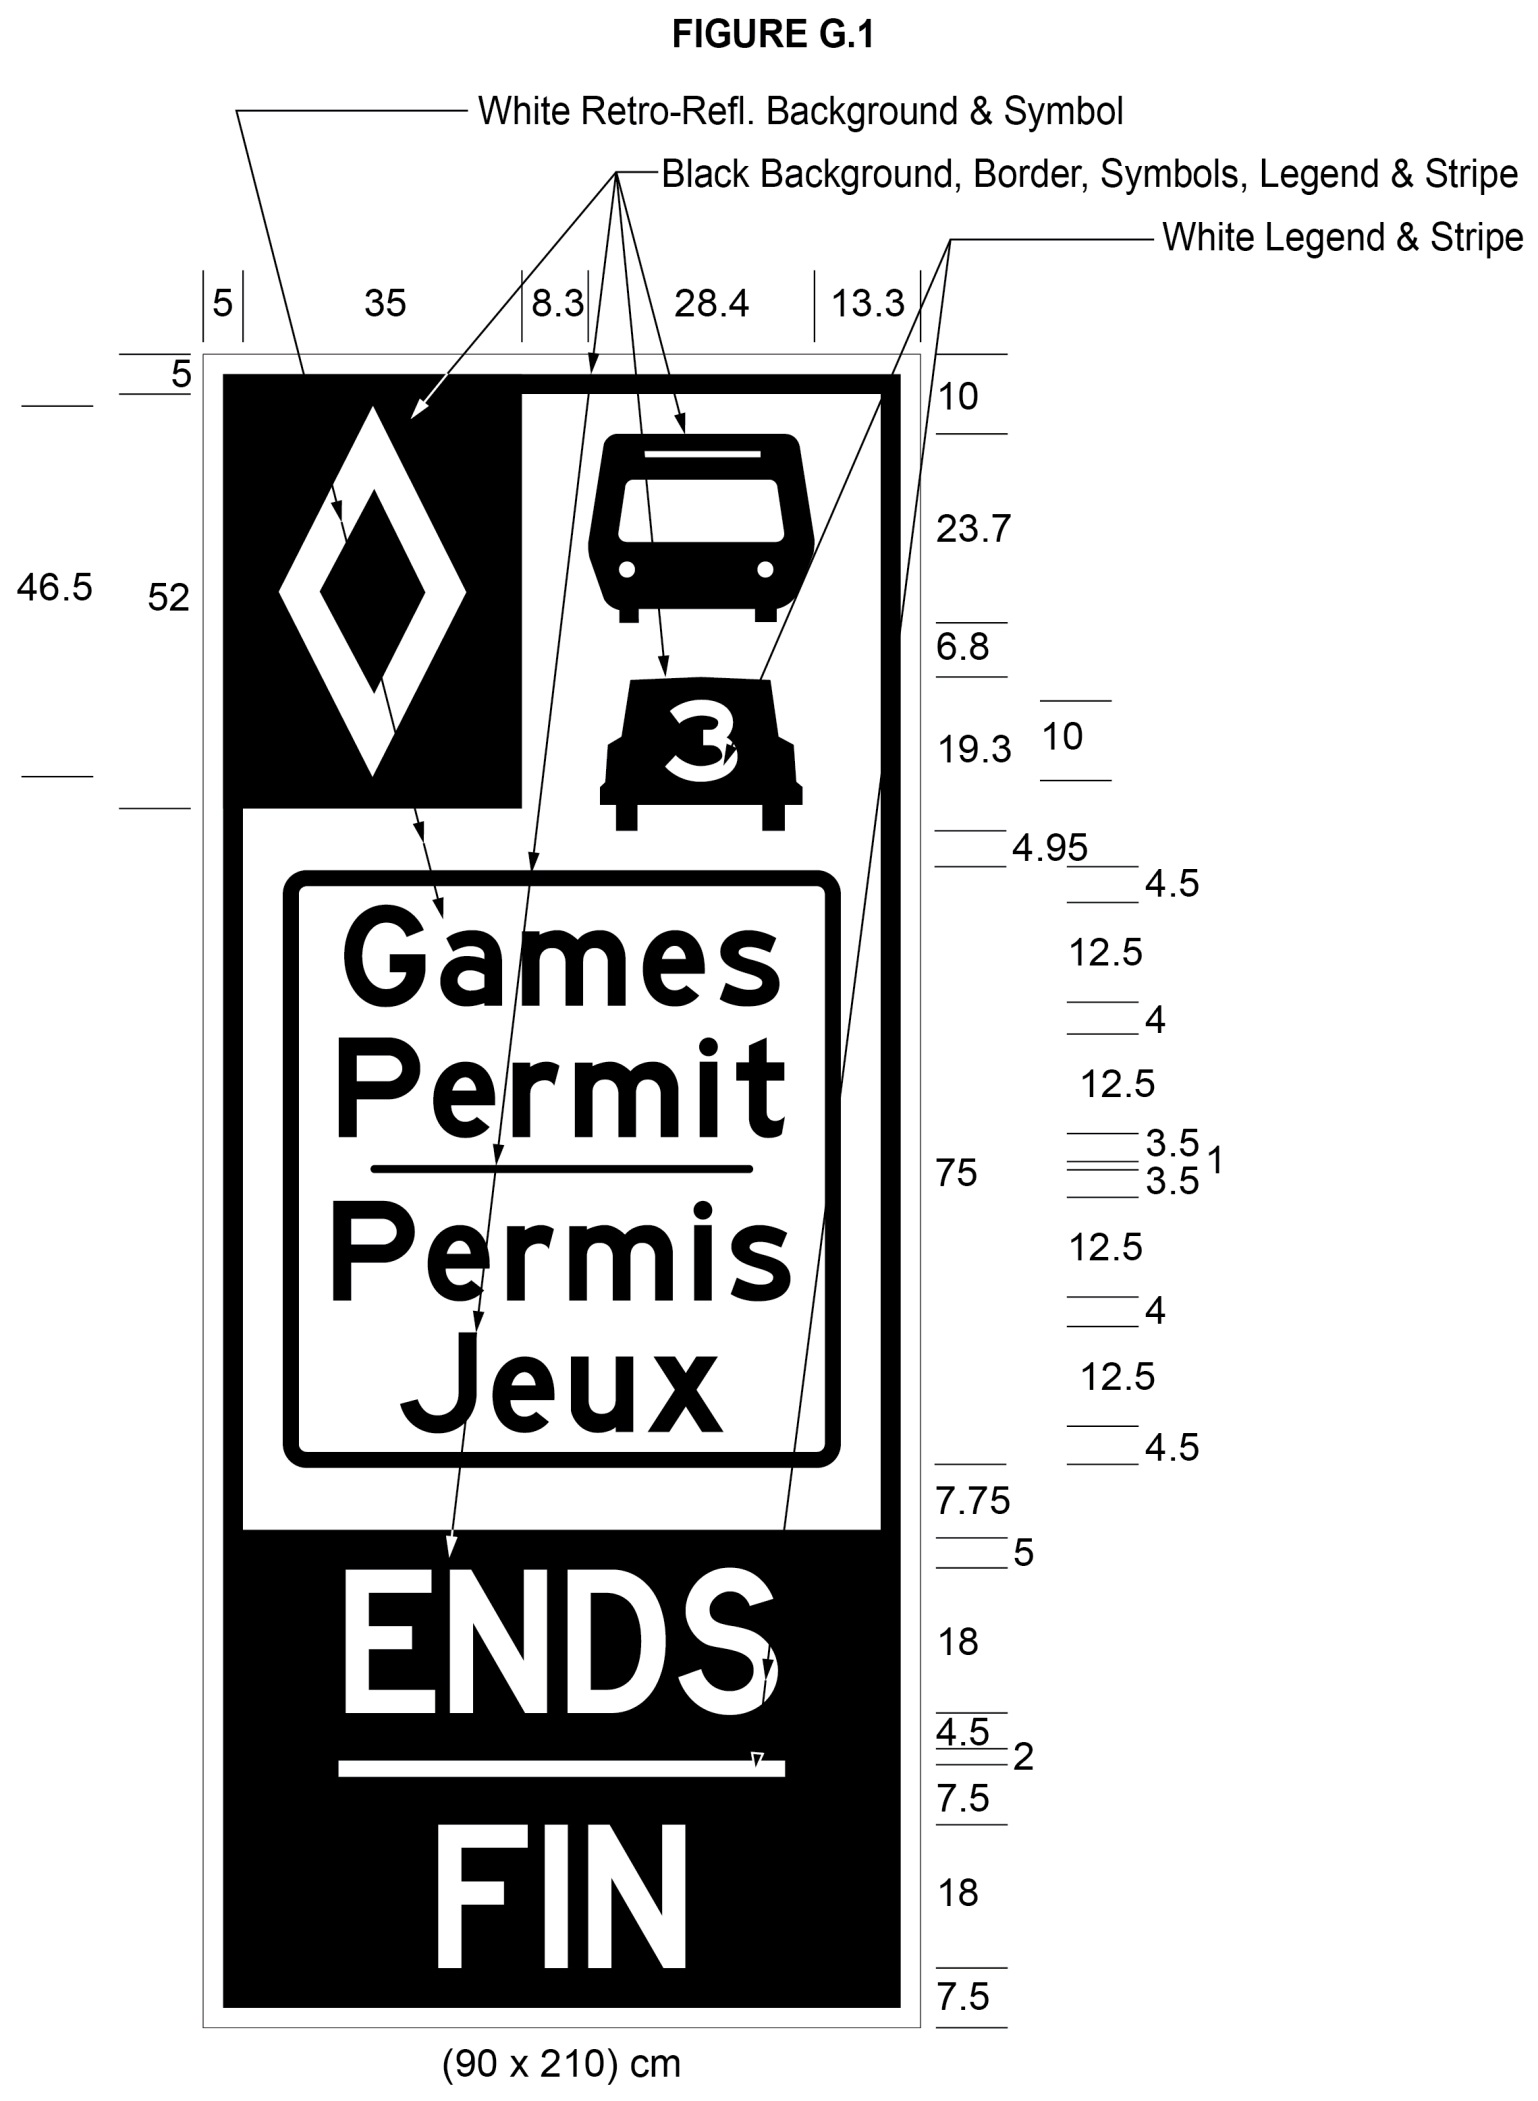 FIGURE G.1
White Retro-Refl. Background & Symbol
Black Background, Border, Symbols, Legend & Stripe
White Legend & Stripe
5 35 8.3 28.4 13.3
5
10
46.5
52
23.7
6.8
3
19.3
10
4.95
4.5
Games
12.5
4
Permit
12.5
3.5
1
75
3.5
Permis
12.5
4
Jeux
12.5
4.5
7.75
5
ENDS
18
4.5
2
7.5
FIN
18
7.5
(90 x 210) cm